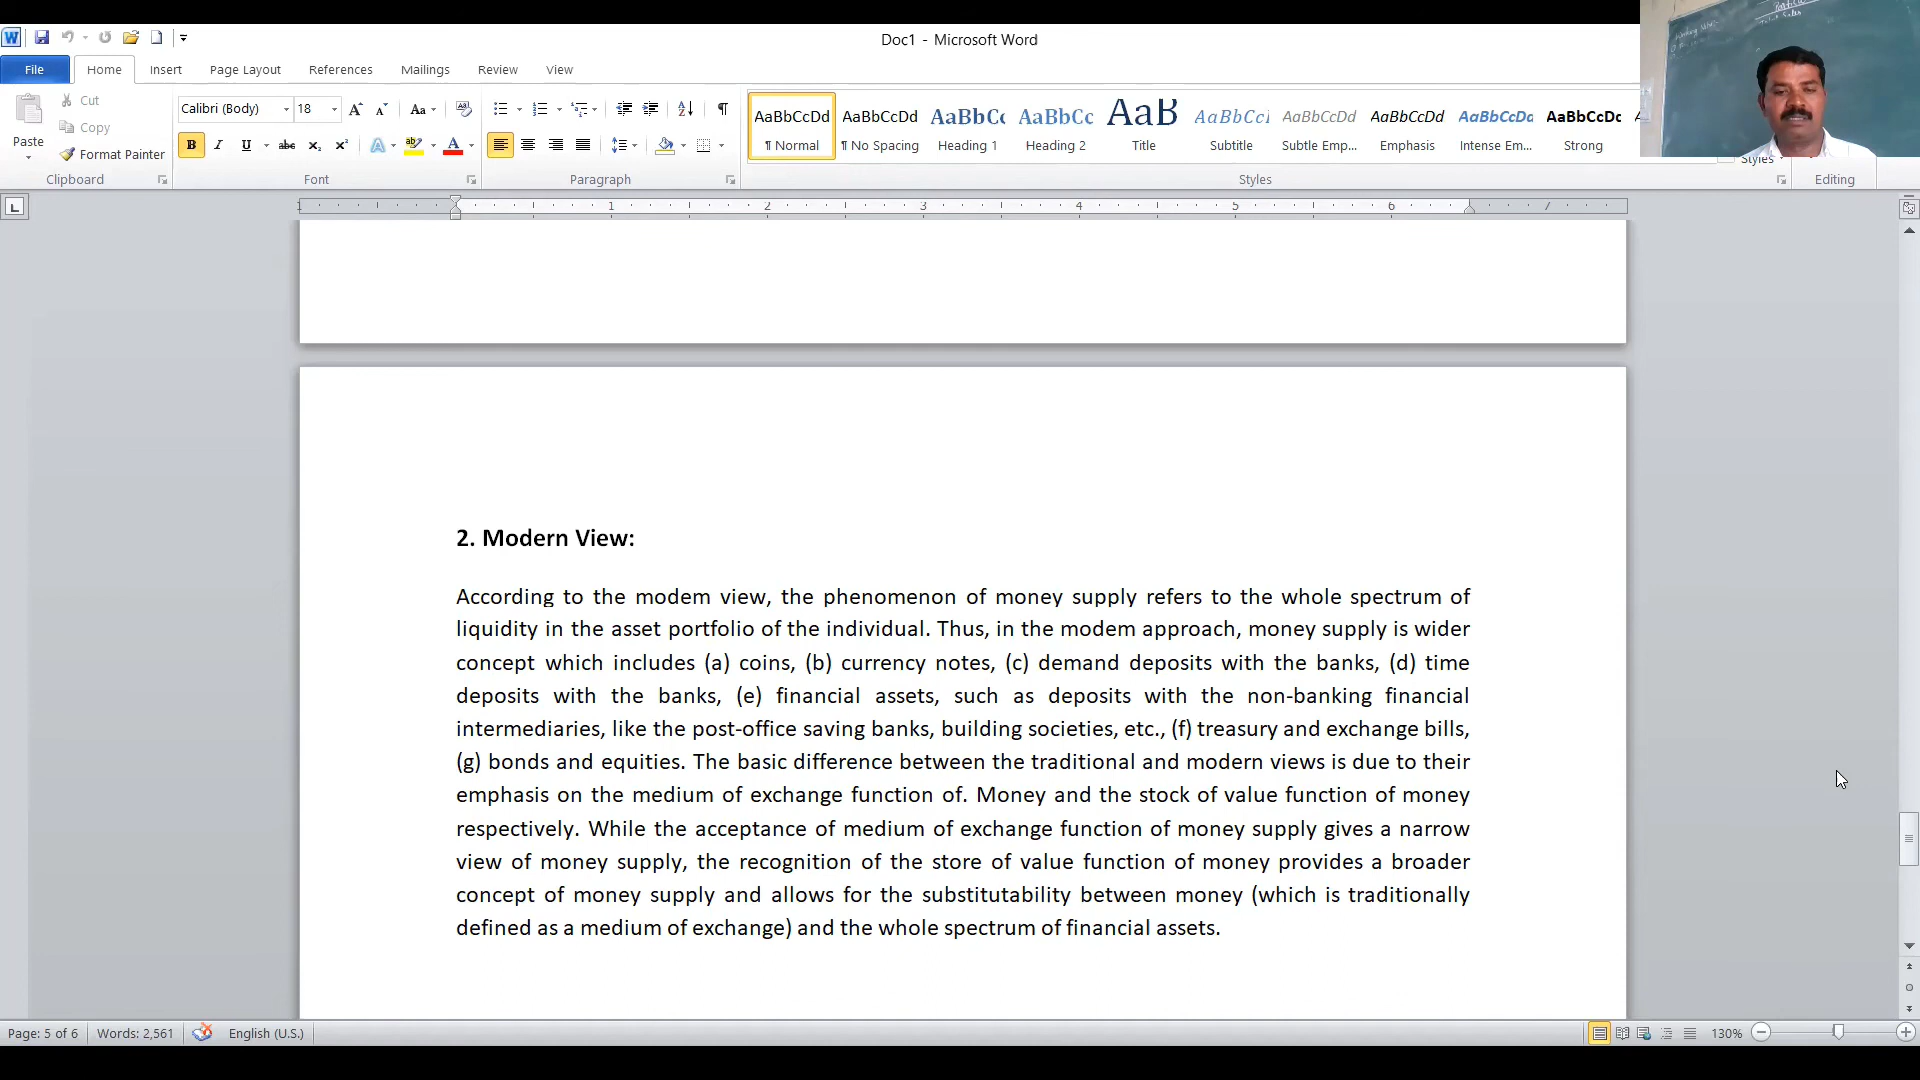 Doc1 - Microsoft Word
File Home Insert Page Layout References Mailings Review View
Cut
Copy
Format Painter
Paste
Clipboard
Calibri (Body) 18
Font
Paragraph
AaBbCcDd AaBbCcDd AaBbCc AaBbCc AaB AaBbCcI AaBbCcDd AaBbCcDd AaBbCcDd AaBbCcDc
¶ Normal ¶ No Spacing Heading 1 Heading 2 Title Subtitle Subtle Emp... Emphasis Intense Em... Strong
Styles
Styles
Editing
1 1 2 3 4 5 6 7
2. Modern View:
According to the modem view, the phenomenon of money supply refers to the whole spectrum of
liquidity in the asset portfolio of the individual. Thus, in the modem approach, money supply is wider
concept which includes (a) coins, (b) currency notes, (c) demand deposits with the banks, (d) time
deposits with the banks, (e) financial assets, such as deposits with the non-banking financial
intermediaries, like the post-office saving banks, building societies, etc., (f) treasury and exchange bills,
(g) bonds and equities. The basic difference between the traditional and modern views is due to their
emphasis on the medium of exchange function of. Money and the stock of value function of money
respectively. While the acceptance of medium of exchange function of money supply gives a narrow
view of money supply, the recognition of the store of value function of money provides a broader
concept of money supply and allows for the substitutability between money (which is traditionally
defined as a medium of exchange) and the whole spectrum of financial assets.
Page: 5 of 6 Words: 2,561 English (U.S.) 130%